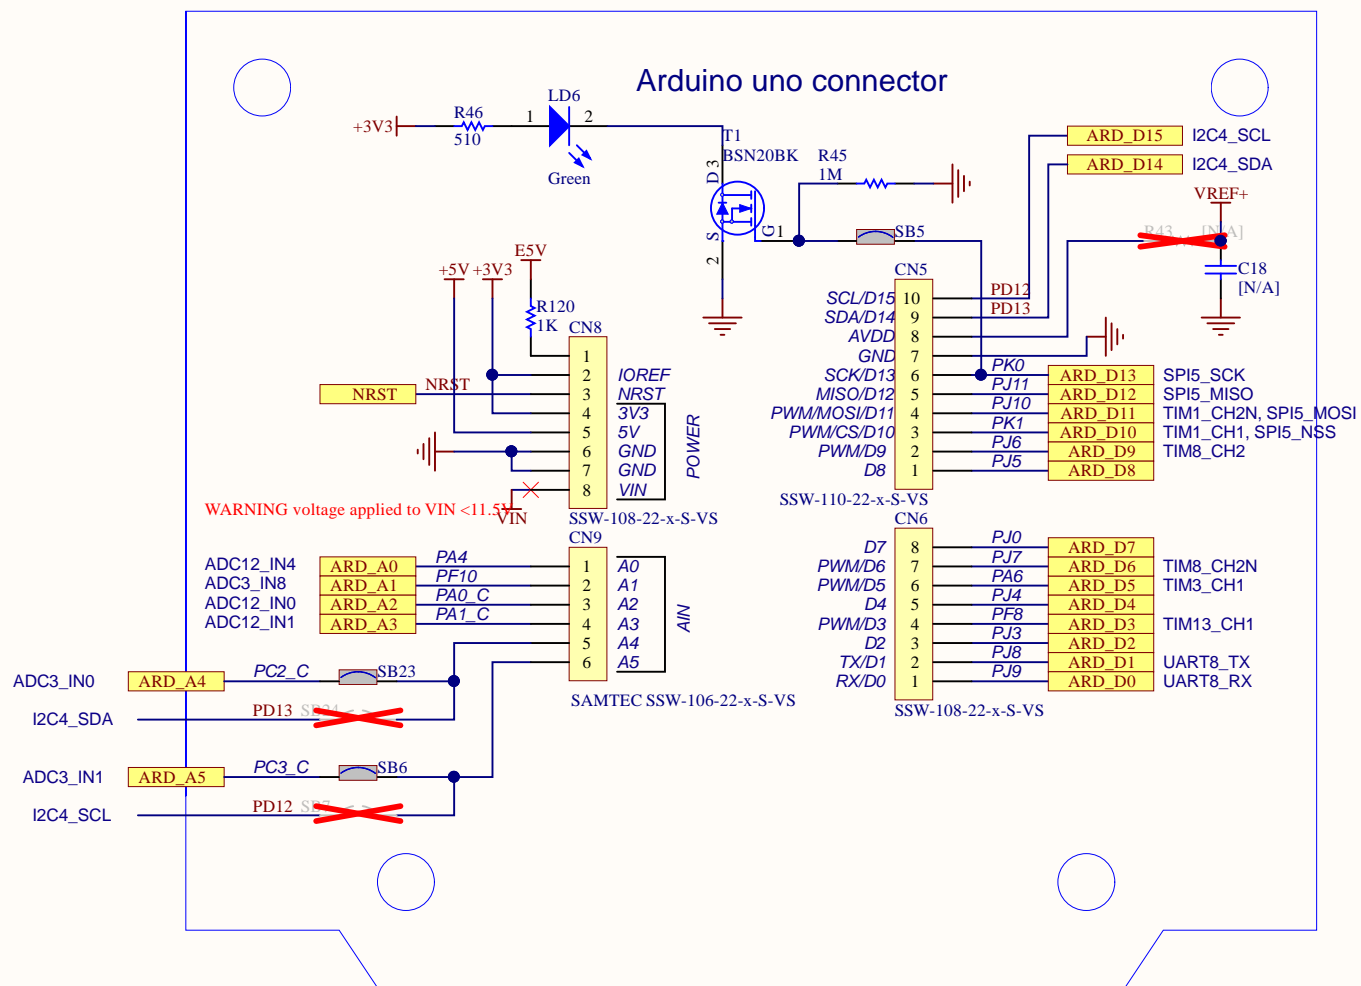 Arduino uno connector
LD6
R46
510
+3V3
1
2
Green
T1
BSN20BK
D
3
S
2
G
1
R45
1M
SB5
ARD_D15
I2C4_SCL
ARD_D14
I2C4_SDA
VREF+
R43
[N/A]
C18
[N/A]
E5V
+5V
+3V3
R120
1K
CN8
1
2 IOREF
NRST
NRST
3 NRST
4 3V3
5 5V
6 GND
7 GND
8 VIN
POWER
WARNING voltage applied to VIN <11.5V
VIN
SSW-108-22-x-S-VS
CN5
SCL/D15 10 PD12
SDA/D14 9 PD13
AVDD 8
GND 7
SCK/D13 6 PK0 ARD_D13 SPI5_SCK
MISO/D12 5 PJ11 ARD_D12 SPI5_MISO
PWM/MOSI/D11 4 PJ10 ARD_D11 TIM1_CH2N, SPI5_MOSI
PWM/CS/D10 3 PK1 ARD_D10 TIM1_CH1, SPI5_NSS
PWM/D9 2 PJ6 ARD_D9 TIM8_CH2
D8 1 PJ5 ARD_D8
SSW-110-22-x-S-VS
CN9
ADC12_IN4 ARD_A0 PA4 1 A0
ADC3_IN8 ARD_A1 PF10 2 A1
ADC12_IN0 ARD_A2 PA0_C 3 A2
ADC12_IN1 ARD_A3 PA1_C 4 A3
5 A4
6 A5
AIN
SAMTEC SSW-106-22-x-S-VS
ADC3_IN0 ARD_A4 PC2_C SB23
I2C4_SDA PD13
ADC3_IN1 ARD_A5 PC3_C SB6
I2C4_SCL PD12
CN6
D7 8 PJ0 ARD_D7
PWM/D6 7 PJ7 ARD_D6 TIM8_CH2N
PWM/D5 6 PA6 ARD_D5 TIM3_CH1
D4 5 PJ4 ARD_D4
PWM/D3 4 PF8 ARD_D3 TIM13_CH1
D2 3 PJ3 ARD_D2
TX/D1 2 PJ8 ARD_D1 UART8_TX
RX/D0 1 PJ9 ARD_D0 UART8_RX
SSW-108-22-x-S-VS